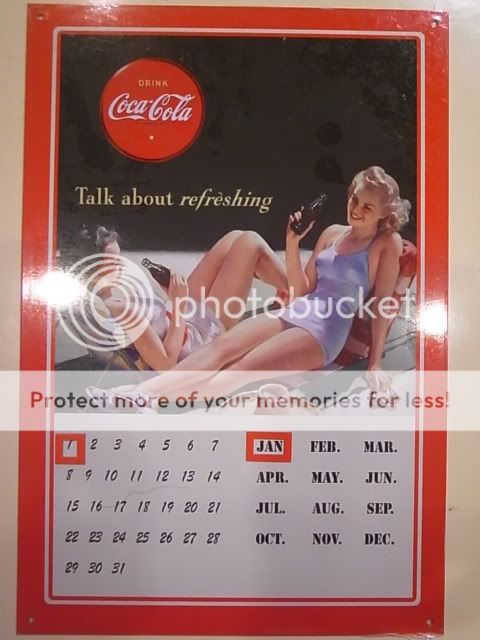 DRINK
Coca-Cola
Talk about refrèshing
photobucket
Protect more of your memories for less!
1 2 3 4 5 6 7
8 9 10 11 12 13 14
15 16 17 18 19 20 21
22 23 24 25 26 27 28
29 30 31
JAN FEB. MAR.
APR. MAY. JUN.
JUL. AUG. SEP.
OCT. NOV. DEC.